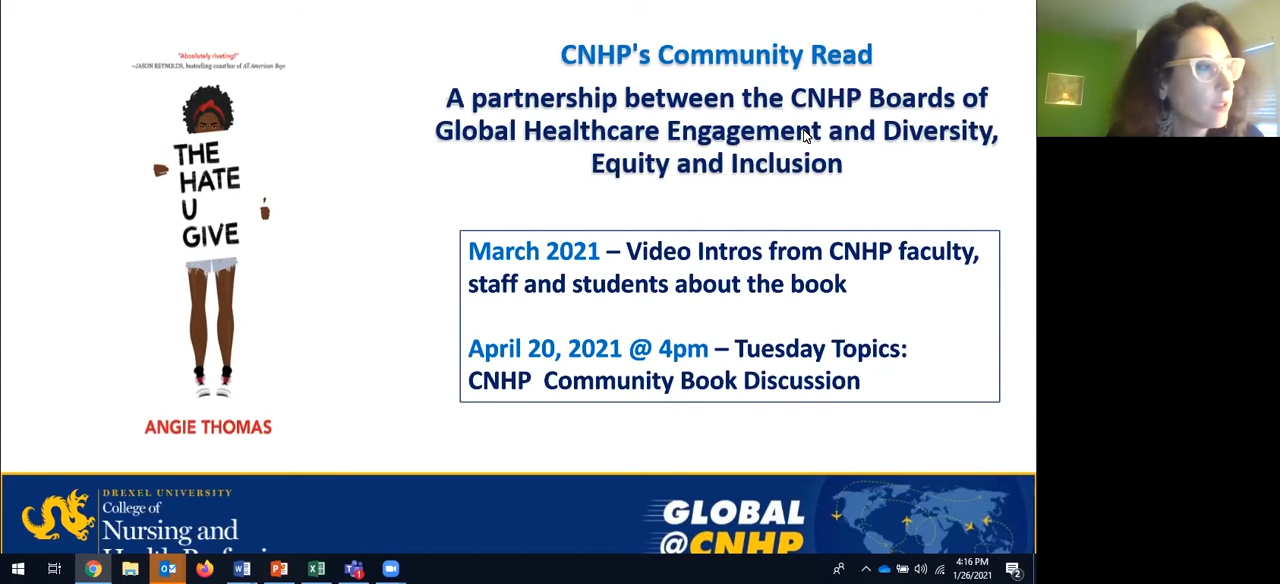 "Absolutely riveting!"
—JASON REYNOLDS, bestselling coauthor of All American Boys
THE
HATE
U
GIVE
ANGIE THOMAS
CNHP's Community Read
A partnership between the CNHP Boards of
Global Healthcare Engagement and Diversity,
Equity and Inclusion
March 2021 – Video Intros from CNHP faculty,
staff and students about the book
April 20, 2021 @ 4pm – Tuesday Topics:
CNHP  Community Book Discussion
DREXEL UNIVERSITY
College of
Nursing and
Health Professions
GLOBAL
@CNHP
4:16 PM
1/26/2021